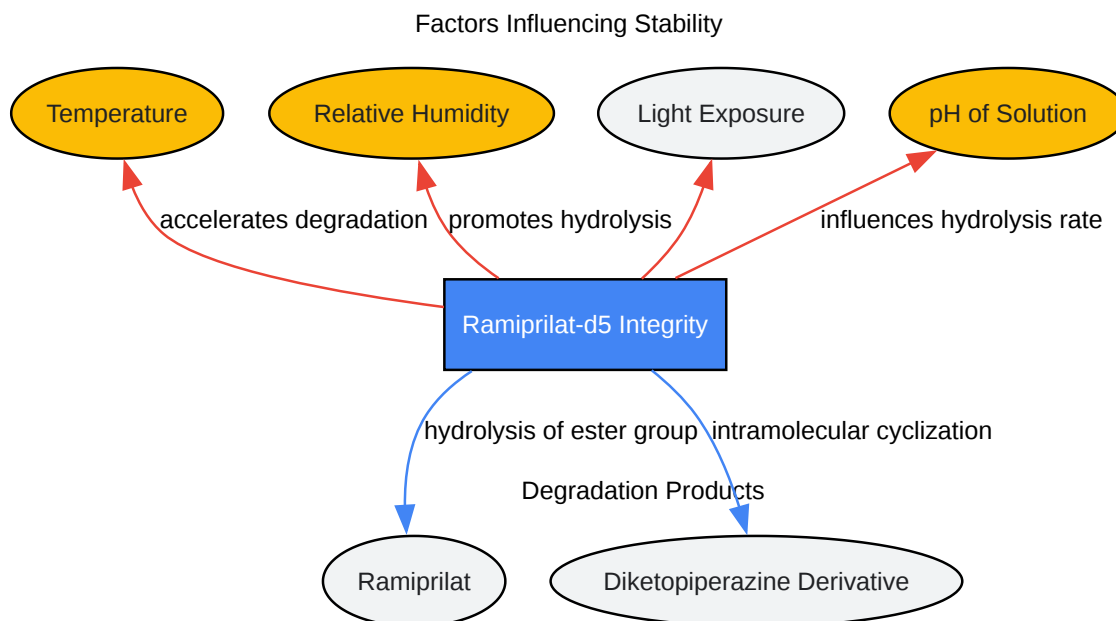 Factors Influencing Stability
Temperature
Relative Humidity
Light Exposure
pH of Solution
accelerates degradation
promotes hydrolysis
influences hydrolysis rate
Ramiprilat-d5 Integrity
hydrolysis of ester group
intramolecular cyclization
Degradation Products
Ramiprilat
Diketopiperazine Derivative